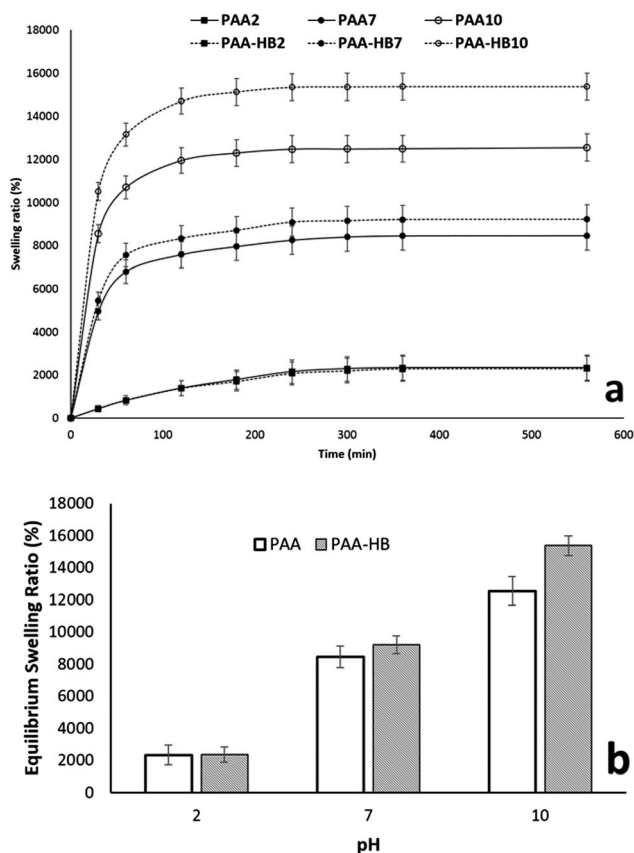 PAA2 PAA7 PAA10
PAA-HB2 PAA-HB7 PAA-HB10
18000
16000
14000
12000
10000
8000
6000
4000
2000
0
Swelling ratio (%)
0 100 200 300 400 500 600
Time (min)
a
18000
16000
14000
12000
10000
8000
6000
4000
2000
0
Equilibrium Swelling Ratio (%)
PAA PAA-HB
2 7 10
pH
b